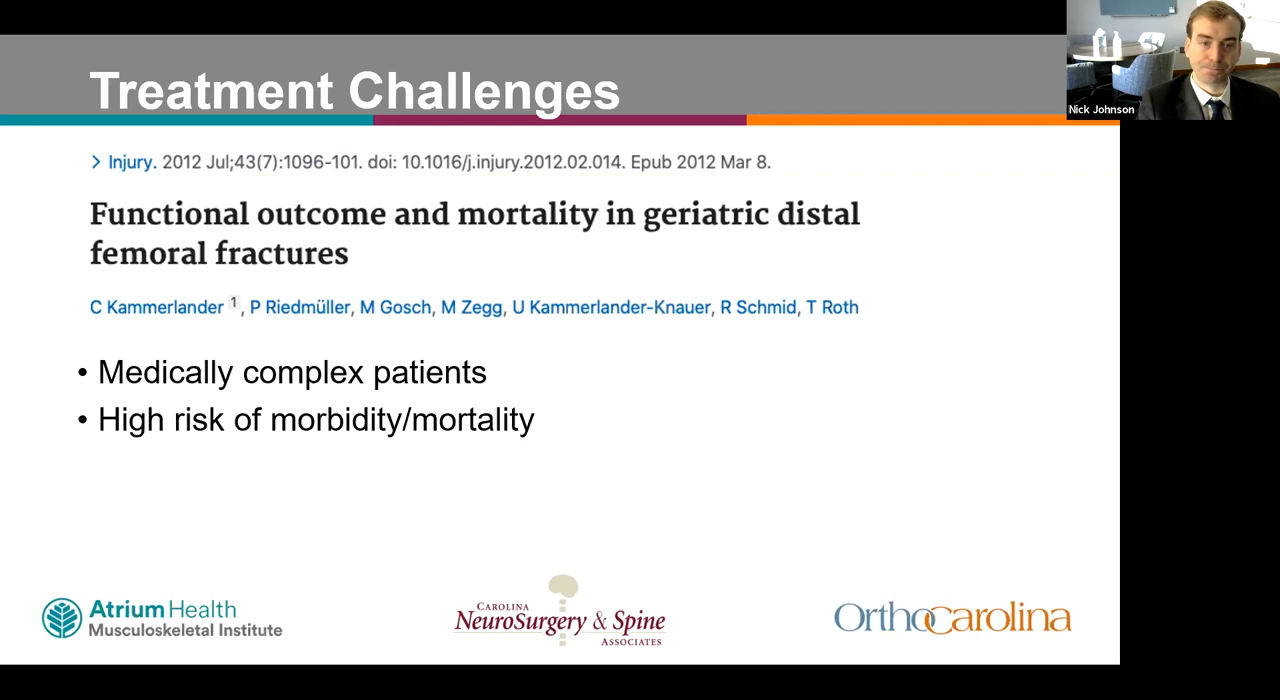 Treatment Challenges
Nick Johnson
> Injury. 2012 Jul;43(7):1096-101. doi: 10.1016/j.injury.2012.02.014. Epub 2012 Mar 8.
Functional outcome and mortality in geriatric distal
femoral fractures
C Kammerlander 1, P Riedmüller, M Gosch, M Zegg, U Kammerlander-Knauer, R Schmid, T Roth
• Medically complex patients
• High risk of morbidity/mortality
Atrium Health
Musculoskeletal Institute
CAROLINA
NEUROSURGERY & SPINE
ASSOCIATES
OrthoCarolina